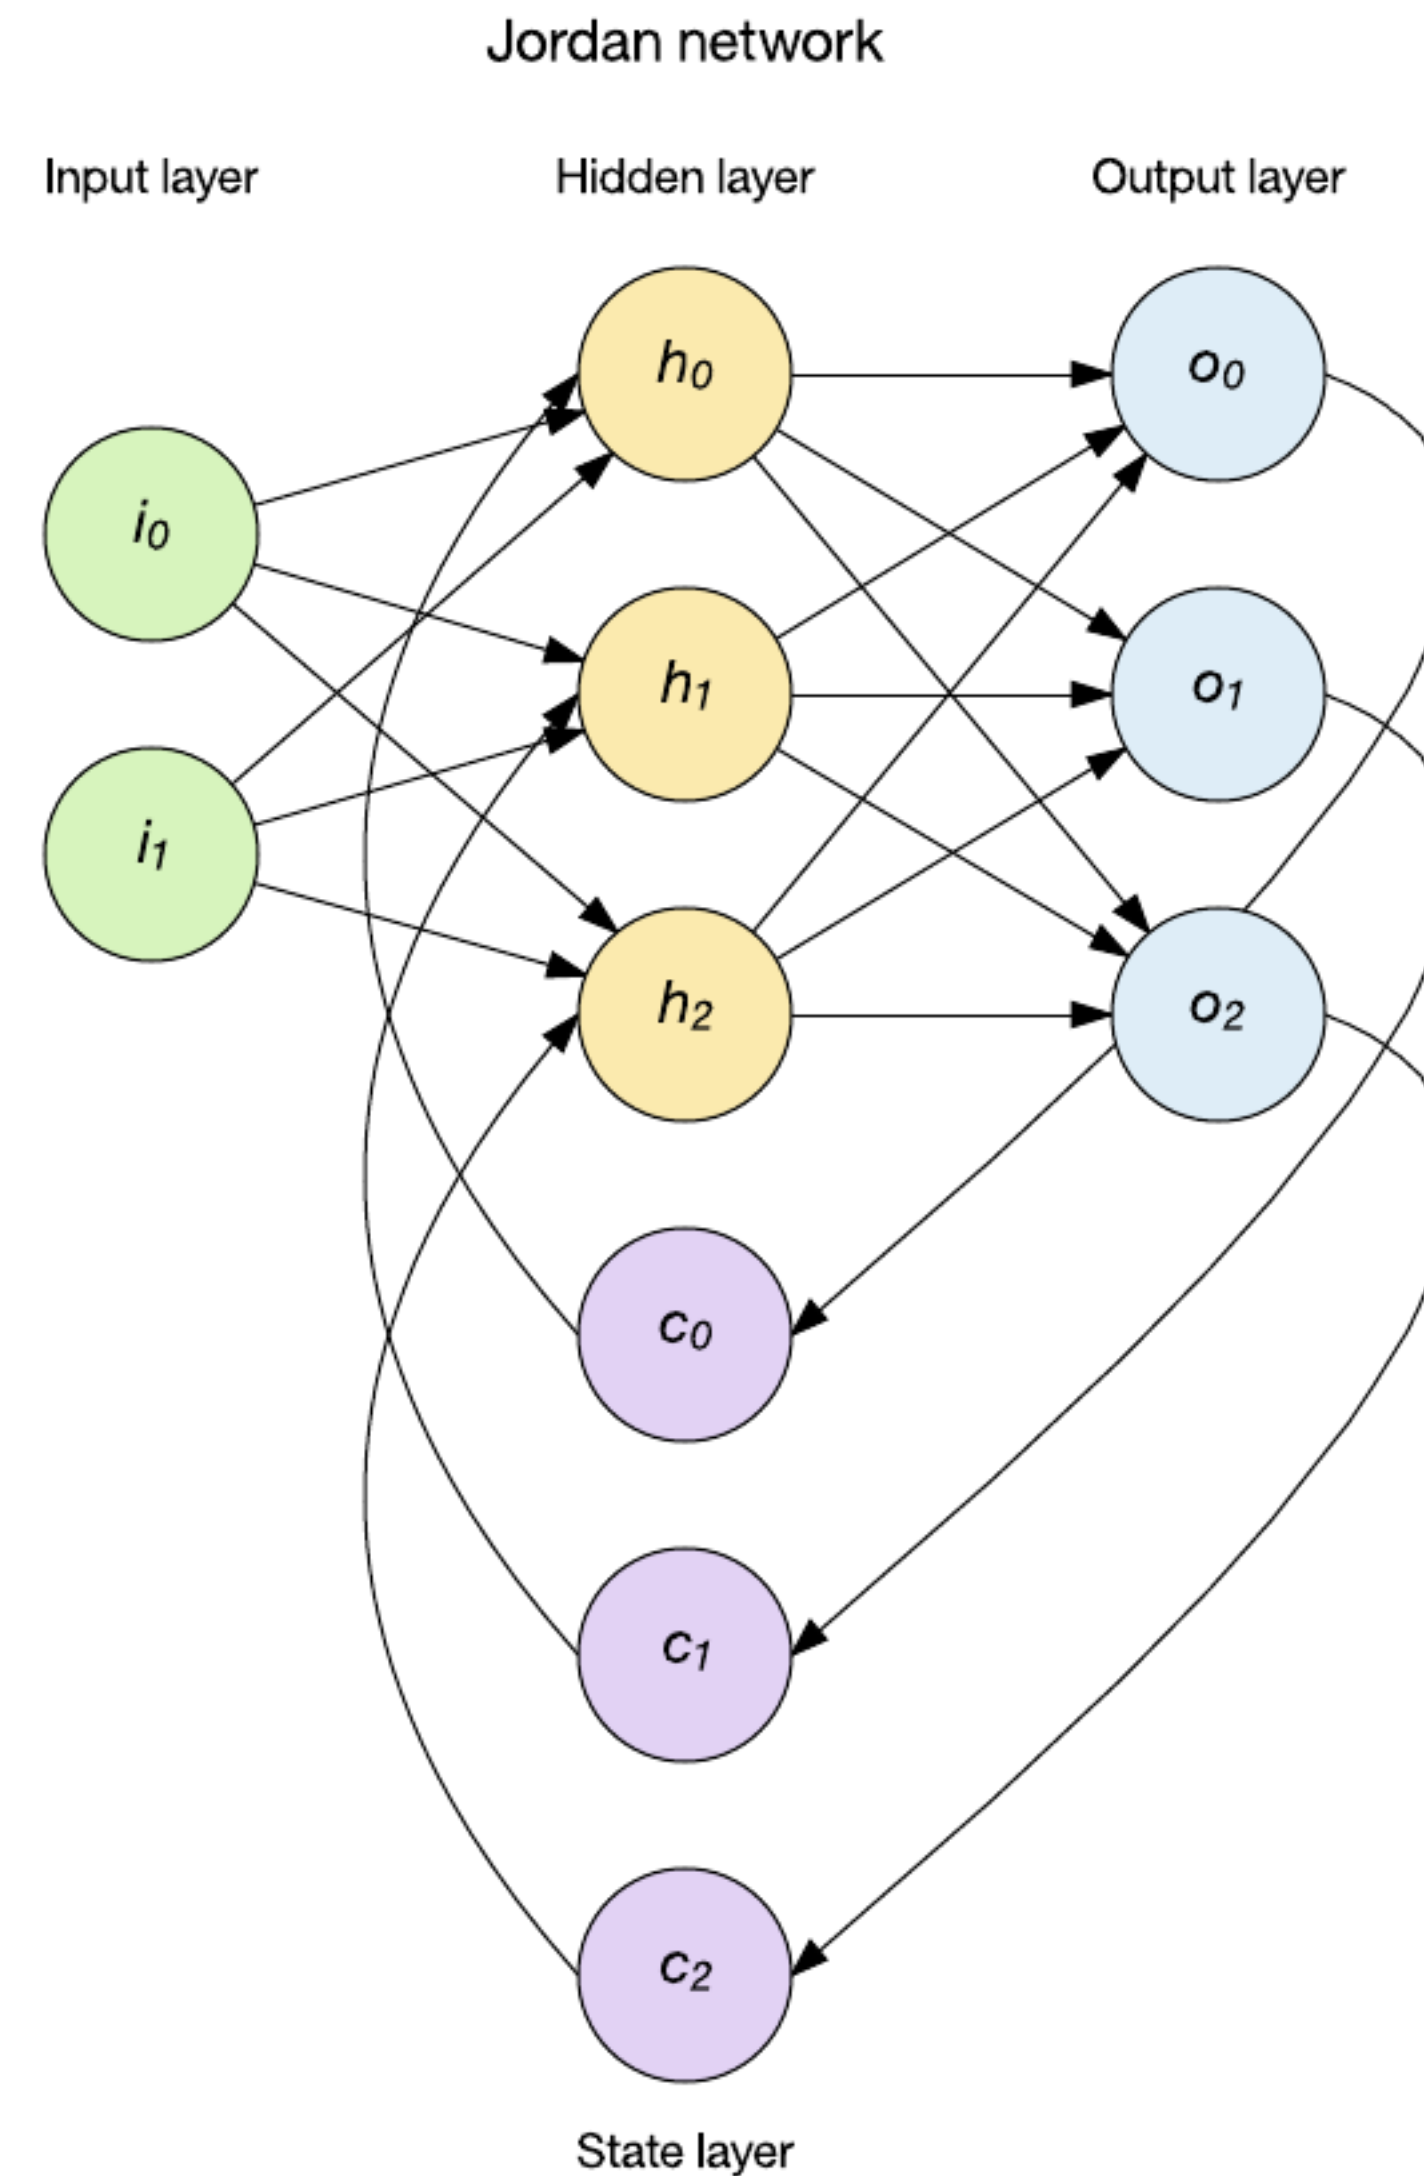 Jordan network
Input layer
Hidden layer
Output layer
h0
o0
i0
h1
o1
i1
h2
o2
c0
c1
c2
State layer